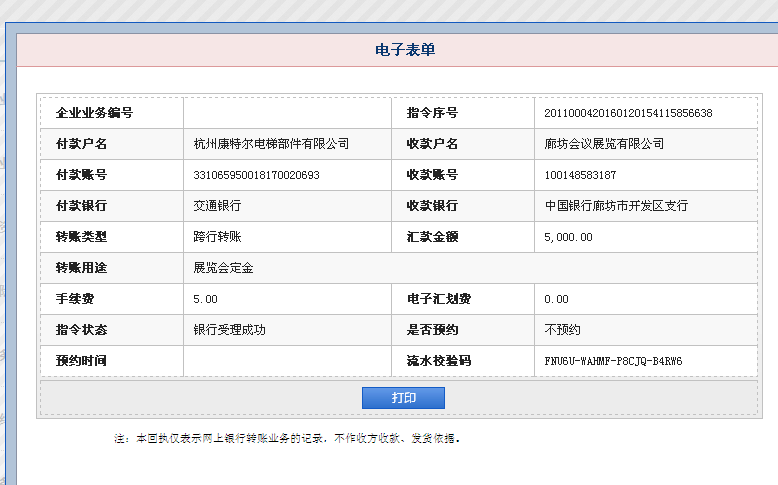 电子表单
企业业务编号 指令序号 2011000420160120154115856638
付款户名 杭州康特尔电梯部件有限公司 收款户名 廊坊会议展览有限公司
付款账号 331065950018170020693 收款账号 100148583187
付款银行 交通银行 收款银行 中国银行廊坊市开发区支行
转账类型 跨行转账 汇款金额 5,000.00
转账用途 展览会定金
手续费 5.00 电子汇划费 0.00
指令状态 银行受理成功 是否预约 不预约
预约时间 流水校验码 FNU6U-WAHMF-P8CJQ-B4RW6
打印
注：本回执仅表示网上银行转账业务的记录，不作收方收款、发货依据。